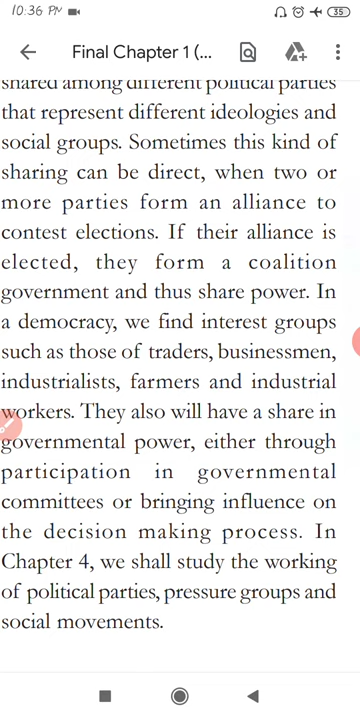 10:36 PM
35
Final Chapter 1 (...
shared among different political parties
that represent different ideologies and
social groups. Sometimes this kind of
sharing can be direct, when two or
more parties form an alliance to
contest elections. If their alliance is
elected, they form a coalition
government and thus share power. In
a democracy, we find interest groups
such as those of traders, businessmen,
industrialists, farmers and industrial
workers. They also will have a share in
governmental power, either through
participation in governmental
committees or bringing influence on
the decision making process. In
Chapter 4, we shall study the working
of political parties, pressure groups and
social movements.